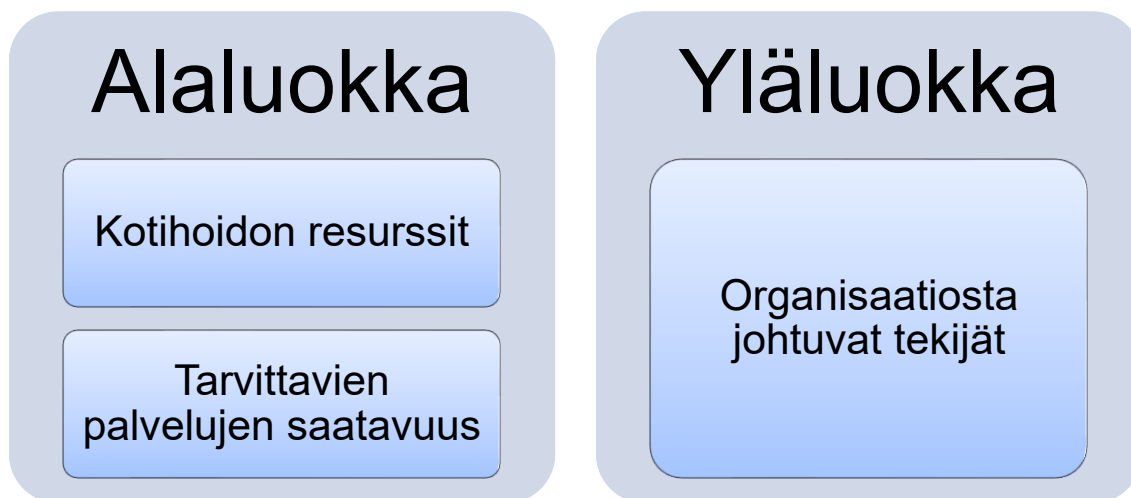 Alaluokka
Kotihoidon resurssit
Tarvittavien
palvelujen saatavuus
Yläluokka
Organisaatiosta
johtuvat tekijät